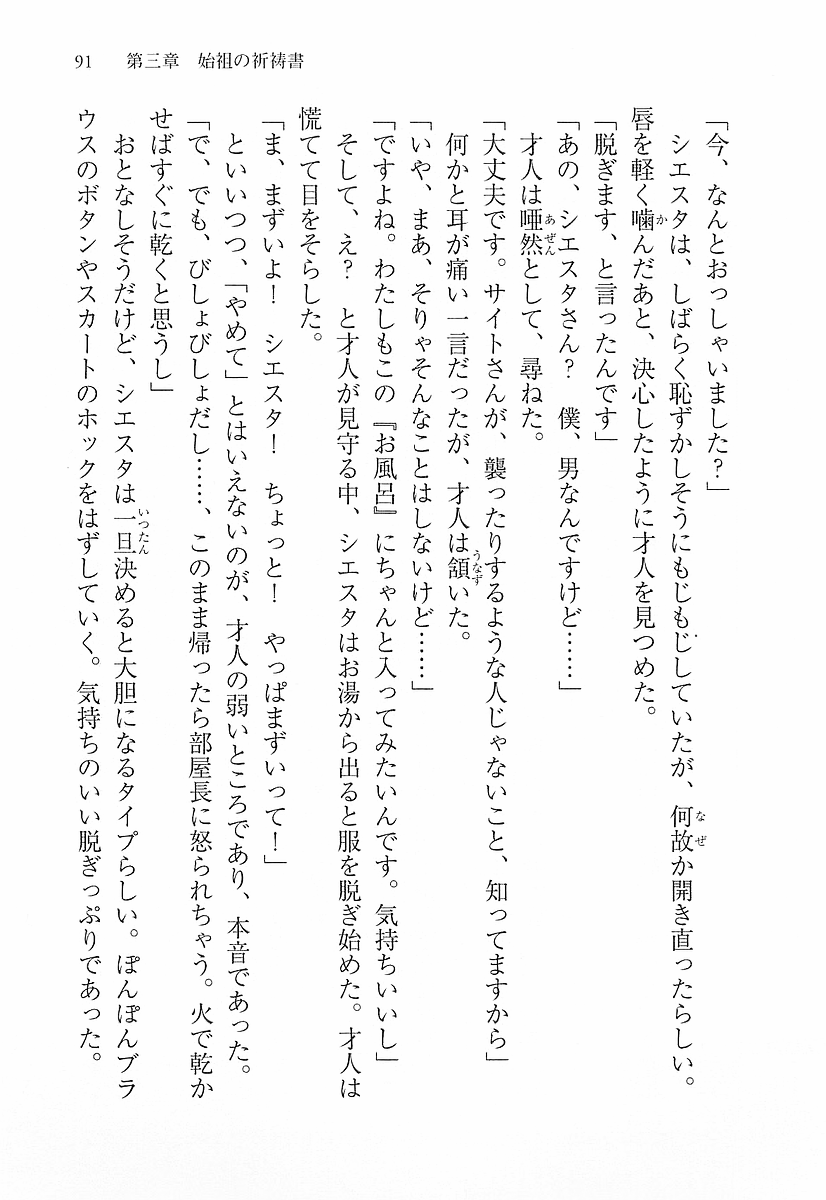 91　第三章　始祖の祈祷書
「今、なんとおっしゃいました？」
　シエスタは、しばらく恥ずかしそうにもじもじしていたが、何故か開き直ったらしい。
唇を軽く噛んだあと、決心したように才人を見つめた。
「脱ぎます、と言ったんです」
「あの、シエスタさん？　僕、男なんですけど……」
　才人は唖然として、尋ねた。
「大丈夫です。サイトさんが、襲ったりするような人じゃないこと、知ってますから」
　何かと耳が痛い一言だったが、才人は頷いた。
「いや、まあ、そりゃそんなことはしないけど……」
「ですよね。わたしもこの『お風呂』にちゃんと入ってみたいんです。気持ちいいし」
　そして、え？　と才人が見守る中、シエスタはお湯から出ると服を脱ぎ始めた。才人は
慌てて目をそらした。
「ま、まずいよ！　シエスタ！　ちょっと！　やっぱまずいって！」
　といいつつ、「やめて」とはいえないのが、才人の弱いところであり、本音であった。
「で、でも、びしょびしょだし……、このまま帰ったら部屋長に怒られちゃう。火で乾か
せばすぐに乾くと思うし」
　おとなしそうだけど、シエスタは一旦決めると大胆になるタイプらしい。ぽんぽんブラ
ウスのボタンやスカートのホックをはずしていく。気持ちのいい脱ぎっぷりであった。